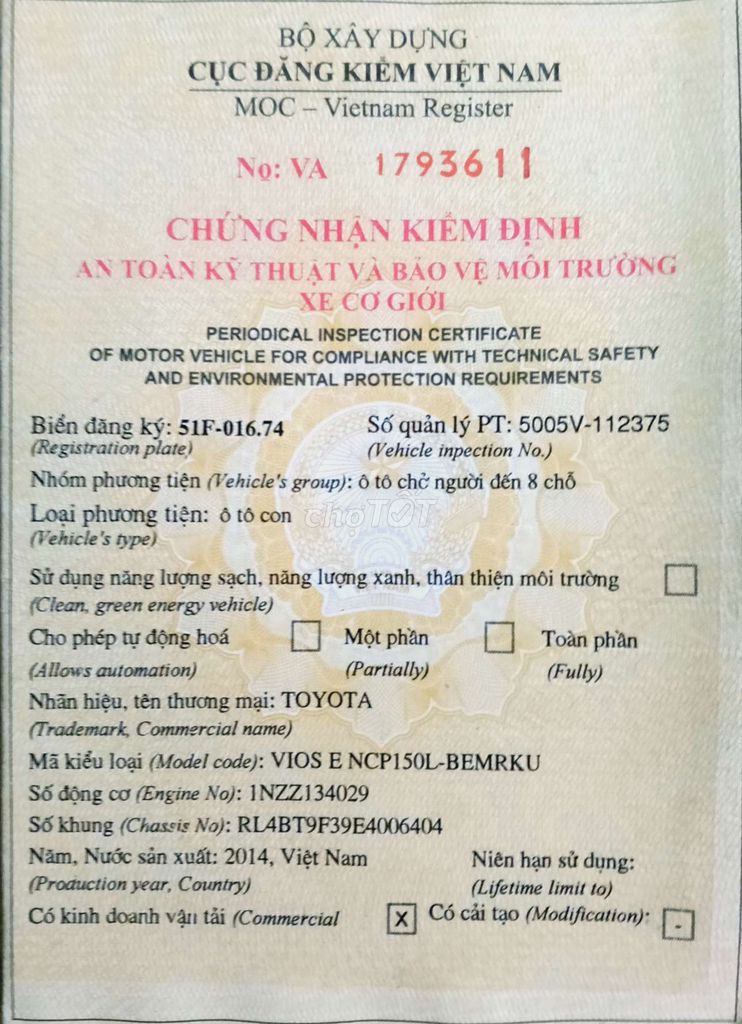 BỘ XÂY DỰNG
CỤC ĐĂNG KIỂM VIỆT NAM
MOC – Vietnam Register
Nọ: VA 1793611
CHỨNG NHẬN KIỂM ĐỊNH
AN TOÀN KỸ THUẬT VÀ BẢO VỆ MÔI TRƯỜNG
XE CƠ GIỚI
PERIODICAL INSPECTION CERTIFICATE
OF MOTOR VEHICLE FOR COMPLIANCE WITH TECHNICAL SAFETY
AND ENVIRONMENTAL PROTECTION REQUIREMENTS
Biển đăng ký: 51F-016.74 Số quản lý PT: 5005V-112375
(Registration plate) (Vehicle inpection No.)
Nhóm phương tiện (Vehicle's group): ô tô chở người đến 8 chỗ
Loại phương tiện: ô tô con
chợTỐT
(Vehicle's type)
Sử dụng năng lượng sạch, năng lượng xanh, thân thiện môi trường
(Clean, green energy vehicle)
Cho phép tự động hoá Một phần Toàn phần
(Allows automation) (Partially) (Fully)
Nhãn hiệu, tên thương mại: TOYOTA
(Trademark, Commercial name)
Mã kiểu loại (Model code): VIOS E NCP150L-BEMRKU
Số động cơ (Engine No): 1NZZ134029
Số khung (Chassis No): RL4BT9F39E4006404
Năm, Nước sản xuất: 2014, Việt Nam Niên hạn sử dụng:
(Production year, Country) (Lifetime limit to)
Có kinh doanh vận tải (Commercial X Có cải tạo (Modification): -